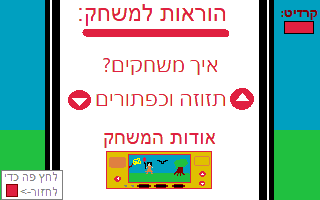 הוראות למשחק:
קרדיט:
איך משחקים?
תזוזה וכפתורים
אודות המשחק
לחץ פה כדי
לחזור->